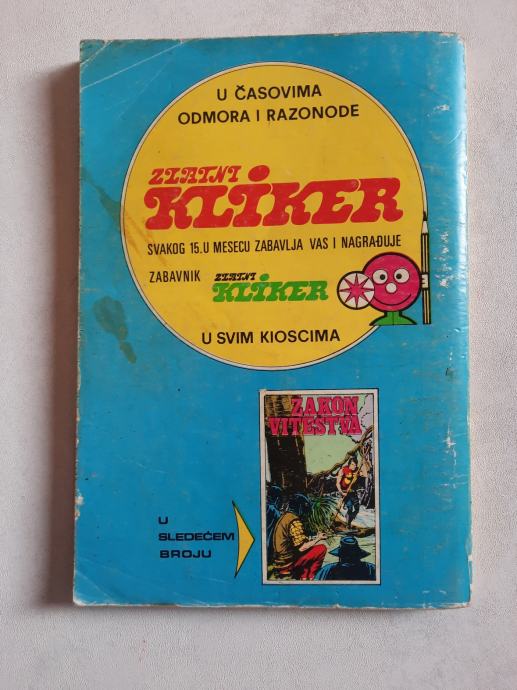 U ČASOVIMA
ODMORA I RAZONODE
ZLATNI
KLIKER
SVAKOG 15. U MESECU ZABAVLJA VAS I NAGRAĐUJE
ZABAVNIK ZLATNI
KLIKER
U SVIM KIOSCIMA
ZAKON
VITEŠTVA
U
SLEDEĆEM
BROJU